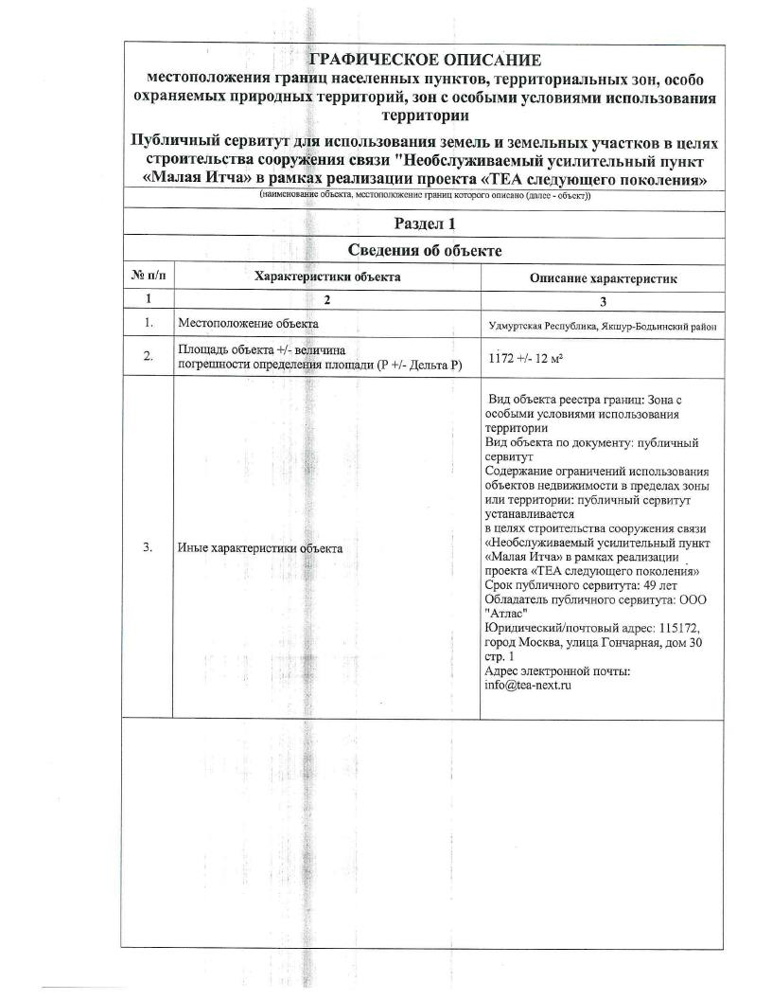 ГРАФИЧЕСКОЕ ОПИСАНИЕ
местоположения границ населенных пунктов, территориальных зон, особо
охраняемых природных территорий, зон с особыми условиями использования
территории
Публичный сервитут для использования земель и земельных участков в целях
строительства сооружения связи "Необслуживаемый усилительный пункт
«Малая Итча» в рамках реализации проекта «ТЕА следующего поколения»
(наименование объекта, местоположение границ которого описано (далее - объект))
Раздел 1
Сведения об объекте
№ п/п Характеристики объекта Описание характеристик
1 2 3
1. Местоположение объекта Удмуртская Республика, Якшур-Бодьинский район
2. Площадь объекта +/- величина
погрешности определения площади (Р +/- Дельта Р) 1172 +/- 12 м²
3. Иные характеристики объекта
Вид объекта реестра границ: Зона с
особыми условиями использования
территории
Вид объекта по документу: публичный
сервитут
Содержание ограничений использования
объектов недвижимости в пределах зоны
или территории: публичный сервитут
устанавливается
в целях строительства сооружения связи
«Необслуживаемый усилительный пункт
«Малая Итча» в рамках реализации
проекта «ТЕА следующего поколения»
Срок публичного сервитута: 49 лет
Обладатель публичного сервитута: ООО
"Атлас"
Юридический/почтовый адрес: 115172,
город Москва, улица Гончарная, дом 30
стр. 1
Адрес электронной почты:
info@tea-next.ru